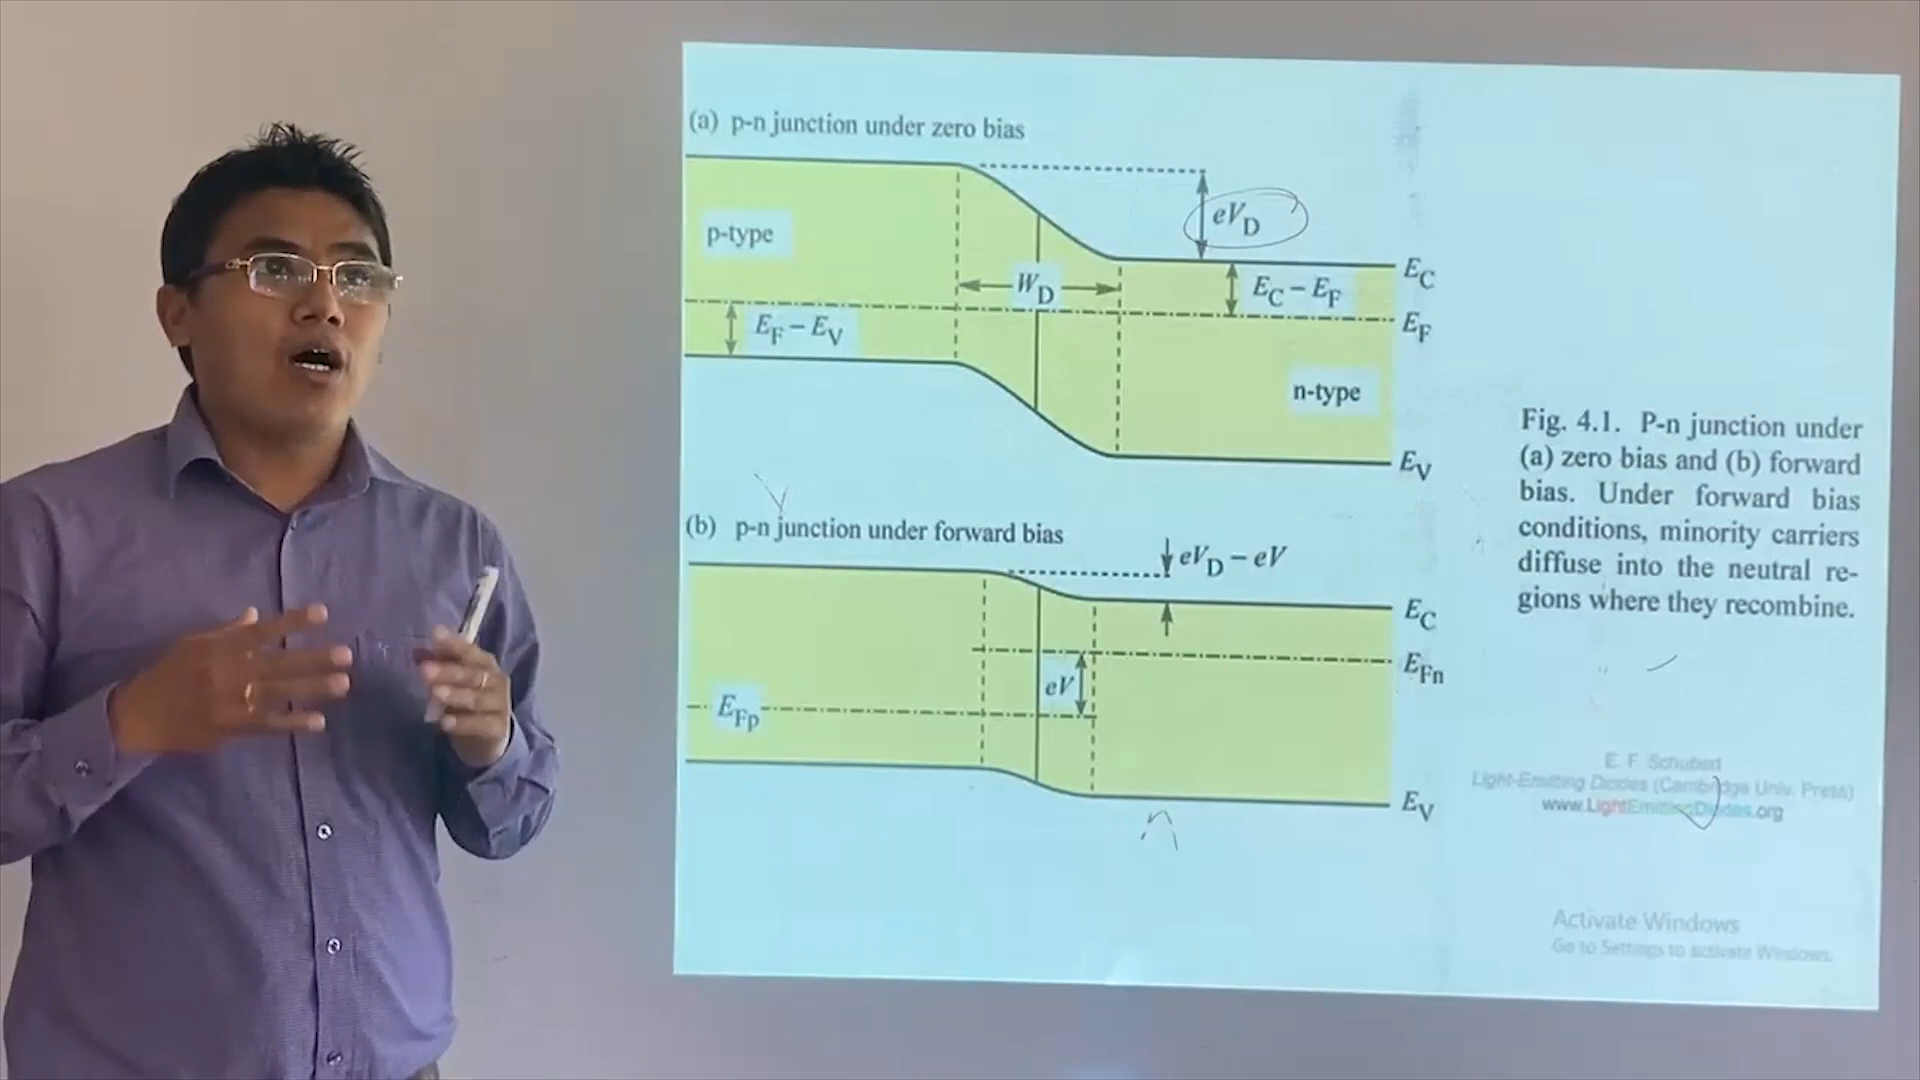 (a) p-n junction under zero bias
p-type
eV_D
E_C
W_D
E_C – E_F
E_F
E_F – E_V
n-type
E_V
(b) p-n junction under forward bias
eV_D – eV
E_C
E_Fn
eV
E_Fp
E_V
Fig. 4.1. P-n junction under
(a) zero bias and (b) forward
bias. Under forward bias
conditions, minority carriers
diffuse into the neutral re-
gions where they recombine.
E. F. Schubert
Light-Emitting Diodes (Cambridge Univ. Press)
www.LightEmittingDiodes.org
Activate Windows
Go to Settings to activate Windows.